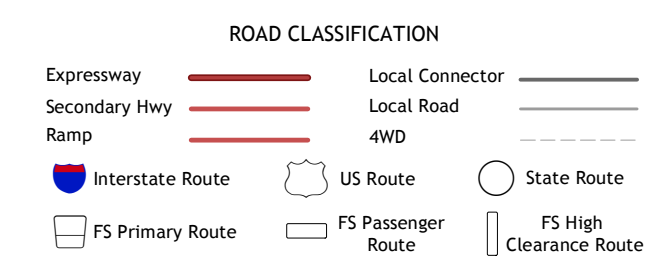 ROAD CLASSIFICATION
Expressway
Local Connector
Secondary Hwy
Local Road
Ramp
4WD
Interstate Route
US Route
State Route
FS Primary Route
FS Passenger
Route
FS High
Clearance Route